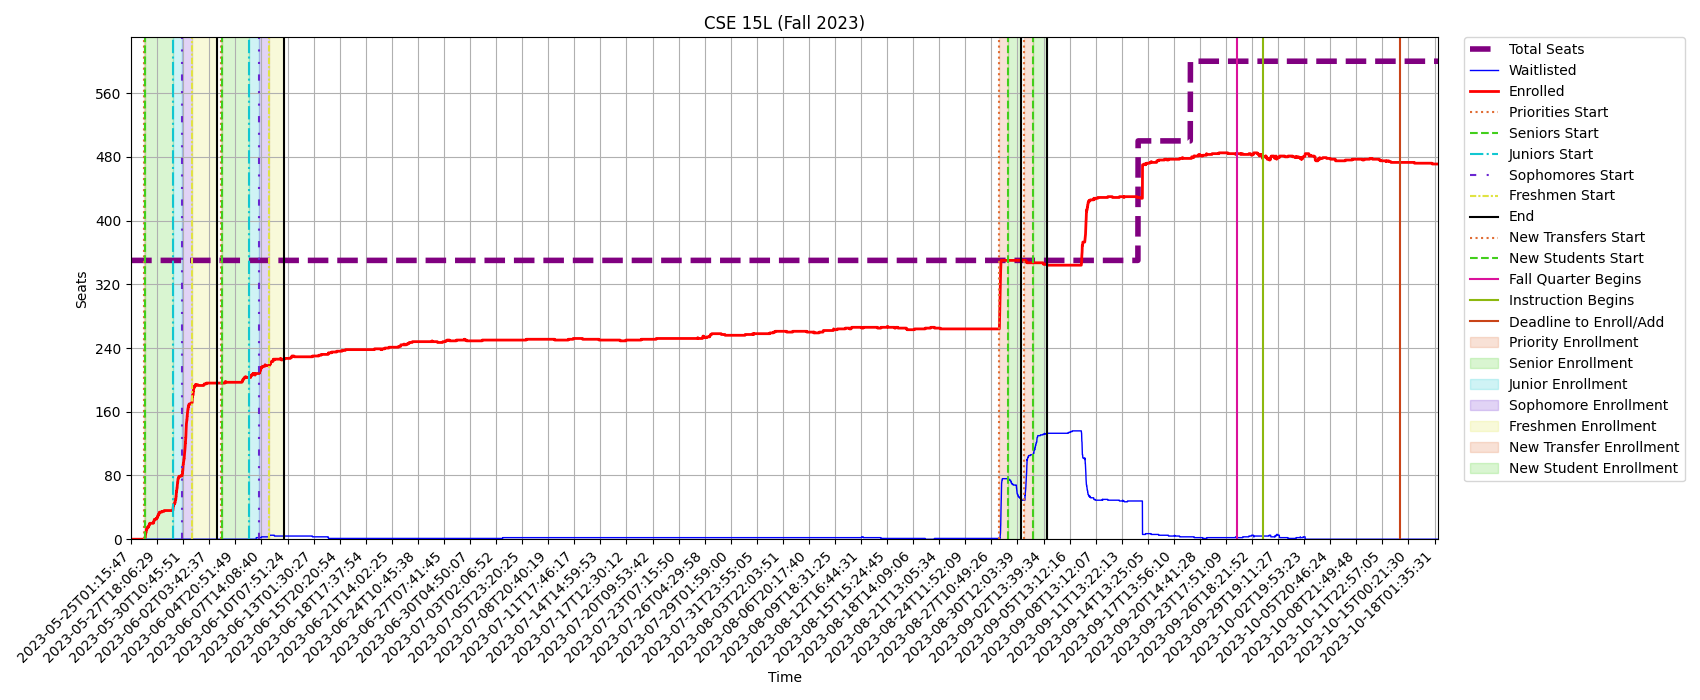 CSE 15L (Fall 2023)
Seats
560
480
400
320
240
160
80
0
2023-05-25T01:15:47
2023-05-27T18:06:29
2023-05-30T10:45:51
2023-06-02T03:42:37
2023-06-04T20:51:49
2023-06-07T14:08:40
2023-06-10T07:51:24
2023-06-13T01:30:27
2023-06-15T20:20:54
2023-06-18T17:37:54
2023-06-21T14:02:25
2023-06-24T10:45:38
2023-06-27T07:41:45
2023-06-30T04:50:07
2023-07-03T02:06:52
2023-07-05T23:20:25
2023-07-08T20:40:19
2023-07-11T17:46:17
2023-07-14T14:59:53
2023-07-17T12:30:12
2023-07-20T09:53:42
2023-07-23T07:15:50
2023-07-26T04:29:58
2023-07-29T01:59:00
2023-07-31T23:55:05
2023-08-03T22:03:51
2023-08-06T20:17:40
2023-08-09T18:31:25
2023-08-12T16:44:31
2023-08-15T15:24:45
2023-08-18T14:09:06
2023-08-21T13:05:34
2023-08-24T11:52:09
2023-08-27T10:49:26
2023-08-30T12:03:39
2023-09-02T13:39:34
2023-09-05T13:12:16
2023-09-08T13:12:07
2023-09-11T13:22:13
2023-09-14T13:25:05
2023-09-17T13:56:10
2023-09-20T14:41:28
2023-09-23T17:51:09
2023-09-26T18:21:52
2023-09-29T19:11:27
2023-10-02T19:53:23
2023-10-05T20:46:24
2023-10-08T21:49:48
2023-10-11T22:57:05
2023-10-15T00:21:30
2023-10-18T01:35:31
Time
Total Seats
Waitlisted
Enrolled
Priorities Start
Seniors Start
Juniors Start
Sophomores Start
Freshmen Start
End
New Transfers Start
New Students Start
Fall Quarter Begins
Instruction Begins
Deadline to Enroll/Add
Priority Enrollment
Senior Enrollment
Junior Enrollment
Sophomore Enrollment
Freshmen Enrollment
New Transfer Enrollment
New Student Enrollment